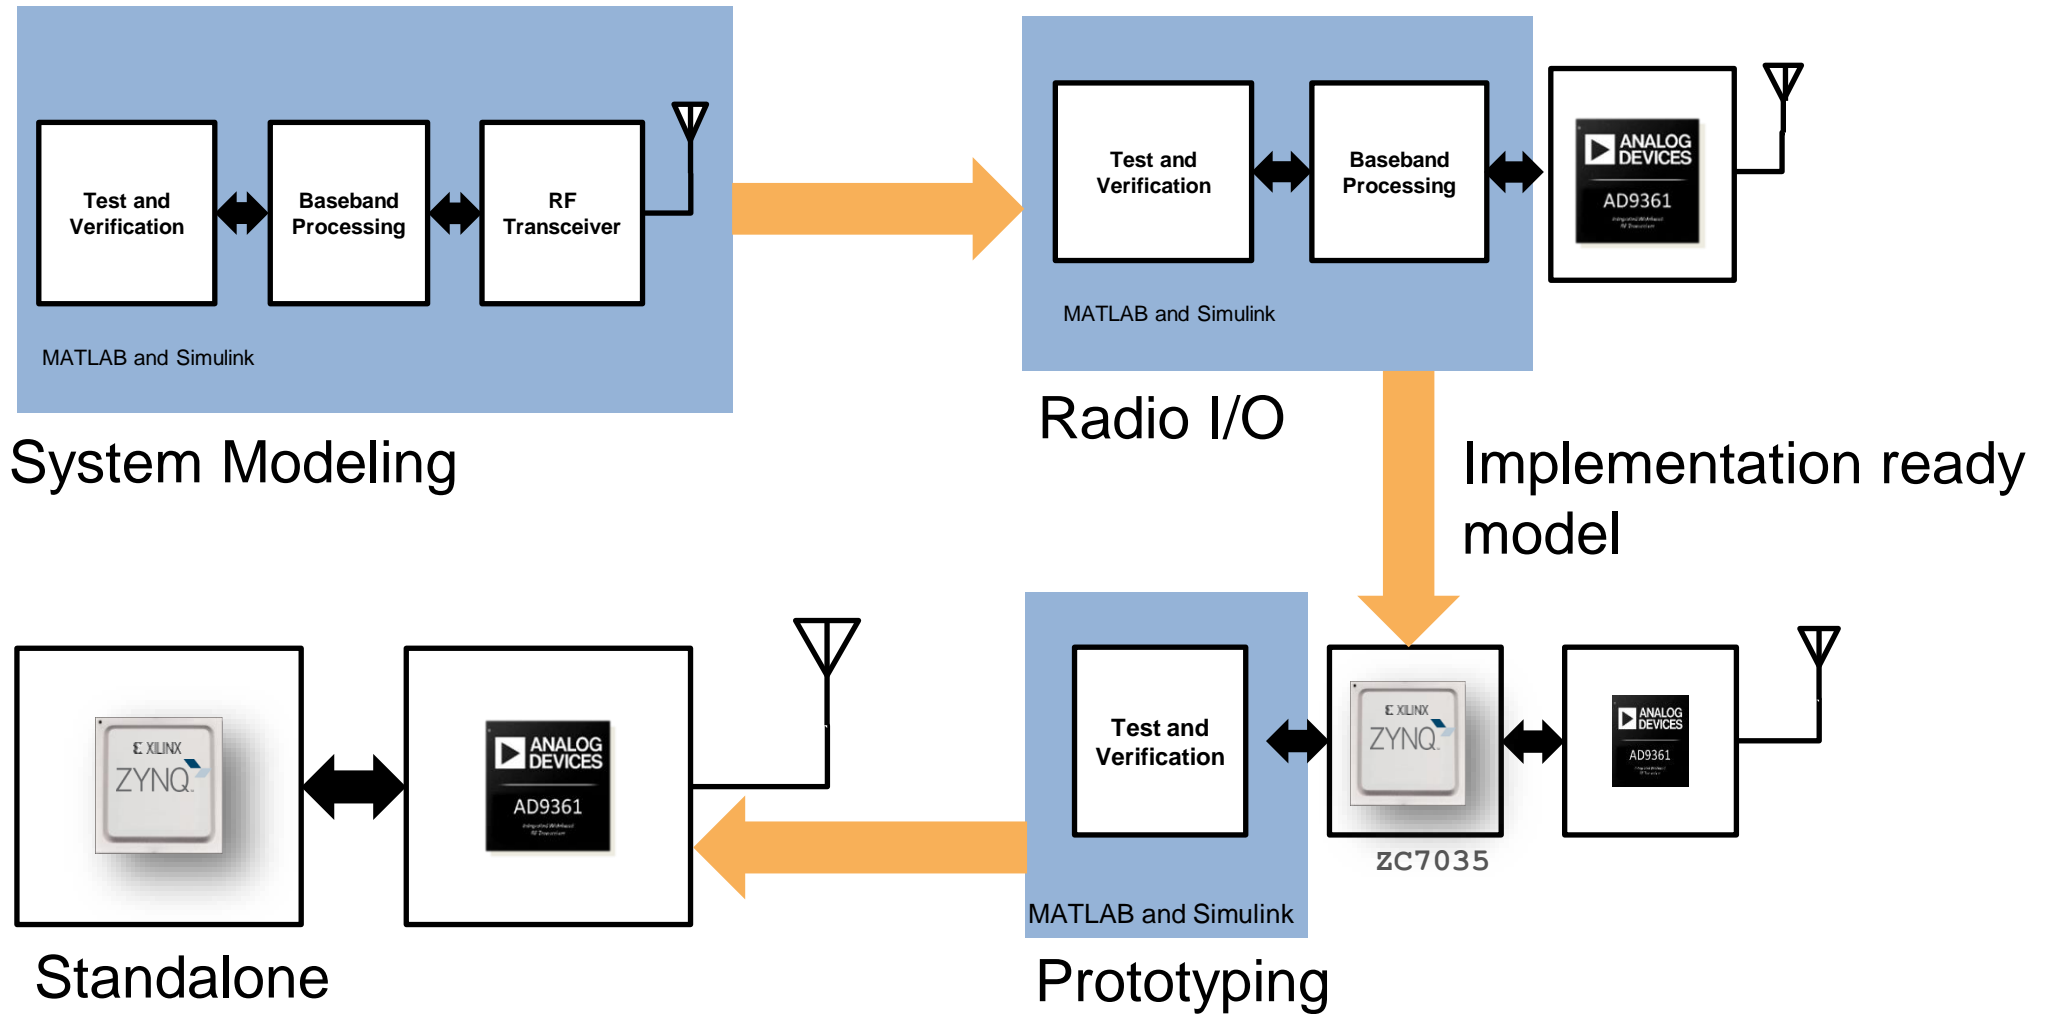 Test and
Verification
Baseband
Processing
RF
Transceiver
MATLAB and Simulink
System Modeling
Test and
Verification
Baseband
Processing
ANALOG
DEVICES
AD9361
MATLAB and Simulink
Radio I/O
Implementation ready
model
XILINX
ZYNQ
ANALOG
DEVICES
AD9361
Standalone
Test and
Verification
MATLAB and Simulink
XILINX
ZYNQ
ZC7035
ANALOG
DEVICES
AD9361
Prototyping